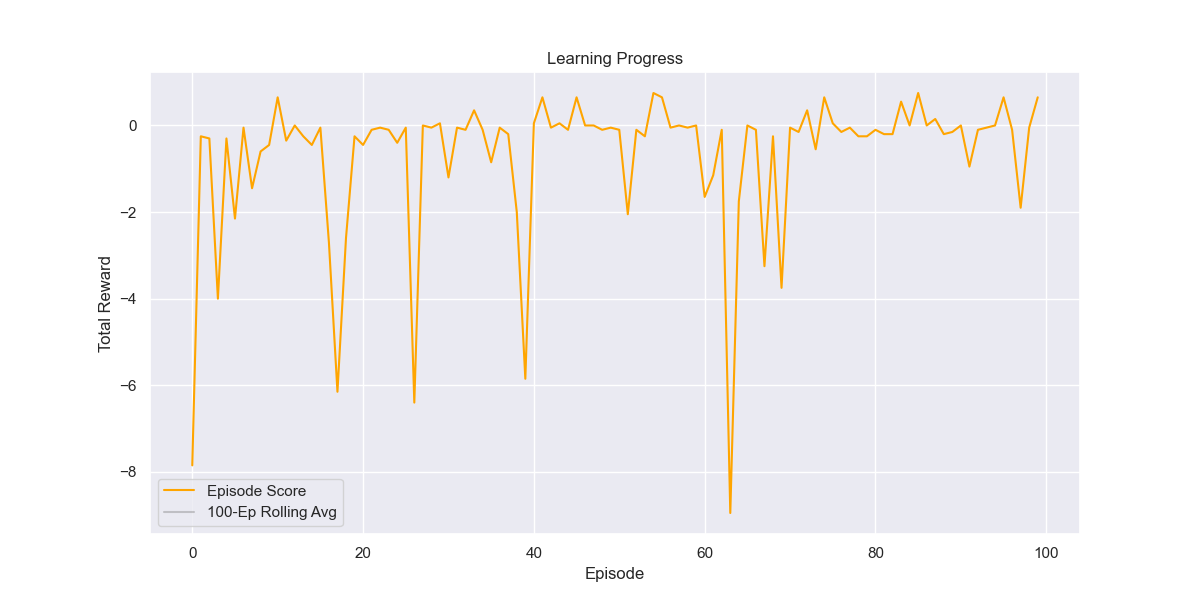 Learning Progress
Total Reward
0
−2
−4
−6
−8
Episode Score
100-Ep Rolling Avg
0
20
40
60
80
100
Episode